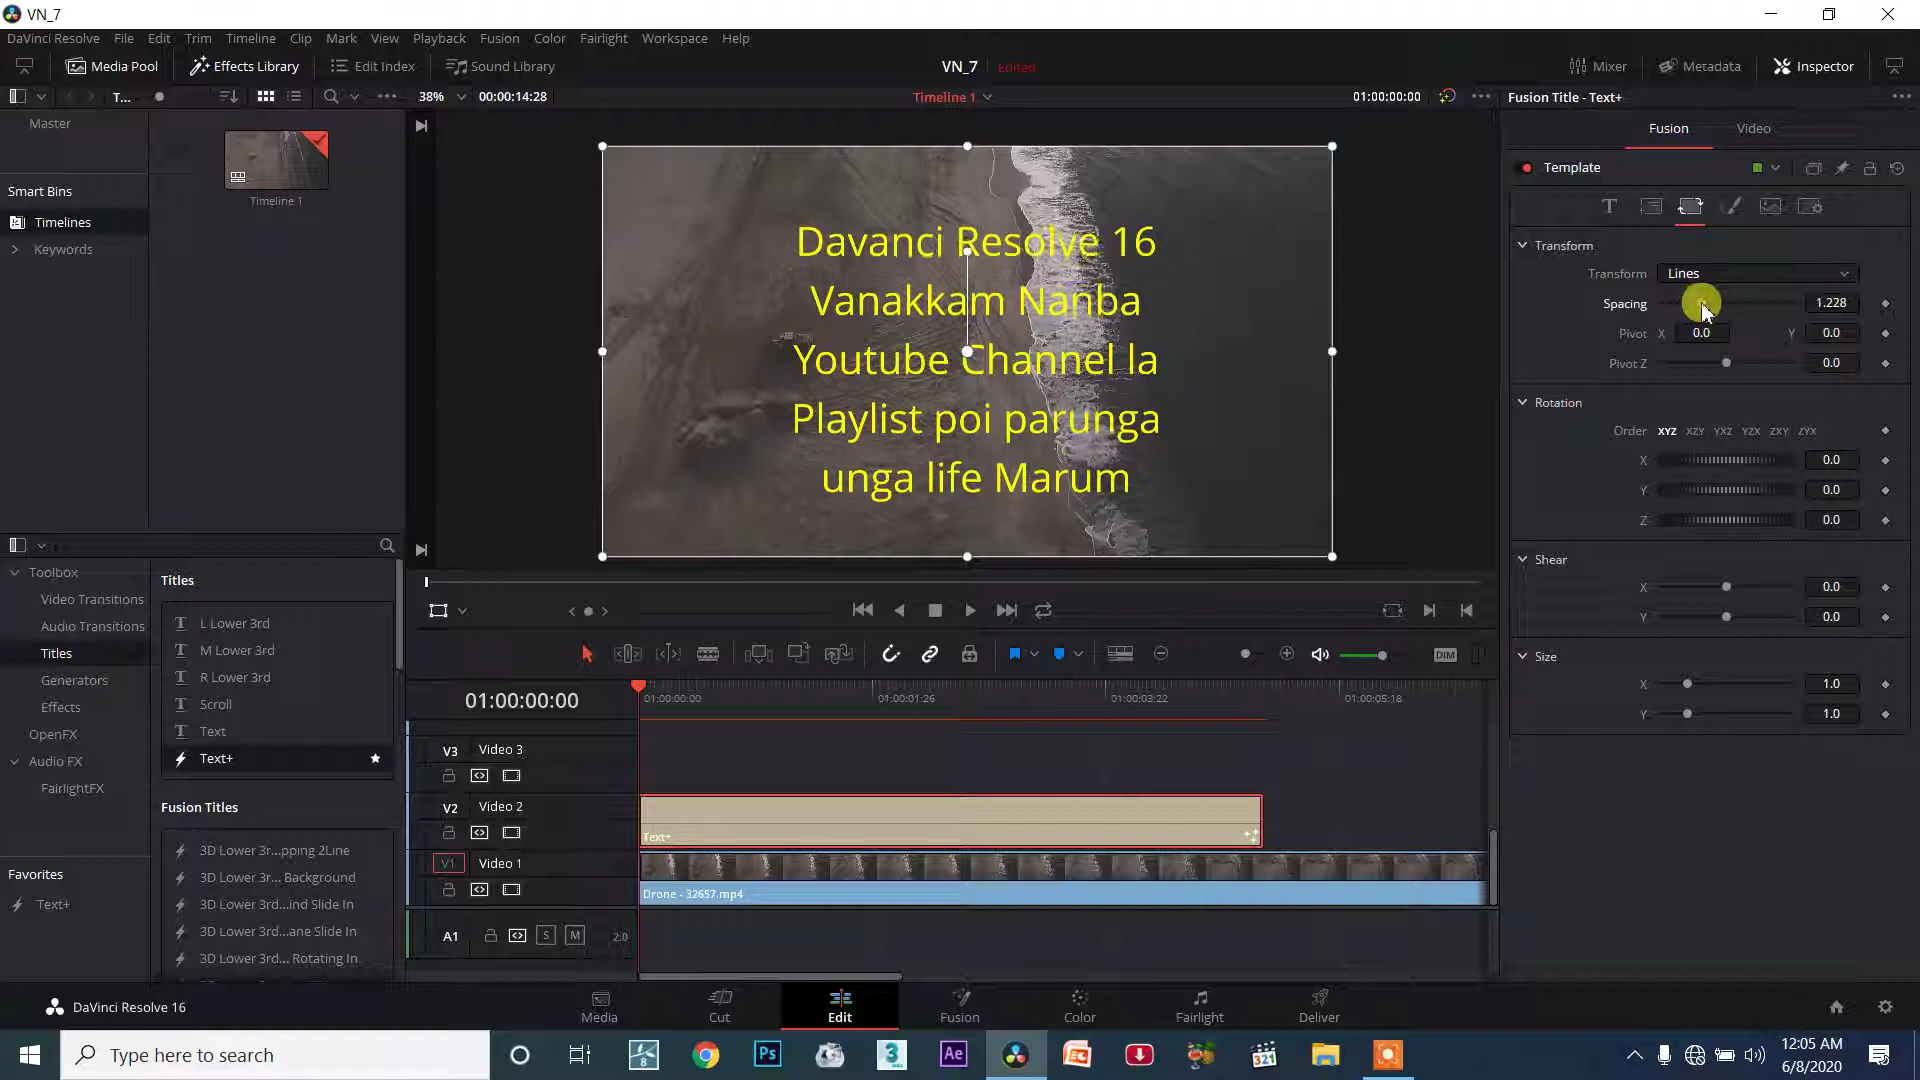 VN_7
DaVinci Resolve File Edit Trim Timeline Clip Mark View Playback Fusion Color Fairlight Workspace Help
Media Pool Effects Library Edit Index Sound Library VN_7 Edited Mixer Metadata Inspector
T... 38% 00:00:14:28 Timeline 1 01:00:00:00 Fusion Title - Text+
Master
Timeline 1
Smart Bins
Timelines
Keywords
Davanci Resolve 16
Vanakkam Nanba
Youtube Channel la
Playlist poi parunga
unga life Marum
Fusion Video
Template
Transform
Transform Lines
Spacing 1.228
Pivot X 0.0 Y 0.0
Pivot Z 0.0
Rotation
Order XYZ XZY YXZ YZX ZXY ZYX
X 0.0
Y 0.0
Z 0.0
Shear
X 0.0
Y 0.0
Size
X 1.0
Y 1.0
Toolbox
Video Transitions
Audio Transitions
Titles
Generators
Effects
OpenFX
Audio FX
FairlightFX
Favorites
Text+
Titles
L Lower 3rd
M Lower 3rd
R Lower 3rd
Scroll
Text
Text+
Fusion Titles
3D Lower 3r...pping 2Line
3D Lower 3r... Background
3D Lower 3rd...ind Slide In
3D Lower 3rd...ane Slide In
3D Lower 3rd... Rotating In
DIM
01:00:00:00 01:00:00:00 01:00:01:26 01:00:03:22 01:00:05:18
V3 Video 3
V2 Video 2
Text+
V1 Video 1
Drone - 32657.mp4
A1 S M 2.0
DaVinci Resolve 16
Media Cut Edit Fusion Color Fairlight Deliver
Type here to search
8 Ps 3 Ae EC 321
12:05 AM
6/8/2020